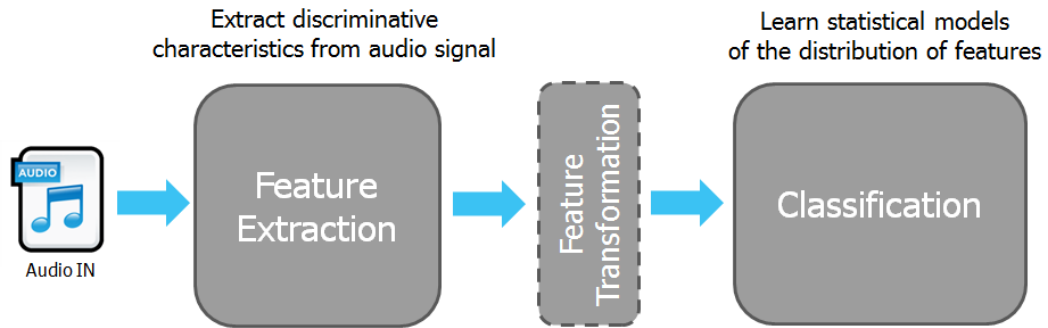 Extract discriminative
characteristics from audio signal
Learn statistical models
of the distribution of features
AUDIO
Audio IN
Feature
Extraction
Feature
Transformation
Classification